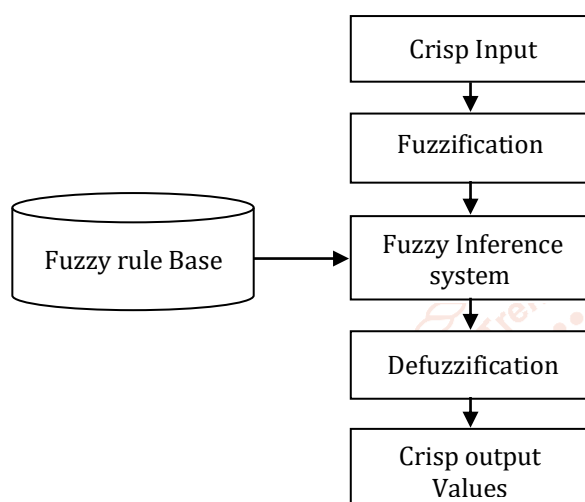 Crisp Input
Fuzzification
Fuzzy rule Base
Fuzzy Inference
system
Defuzzification
Crisp output
Values